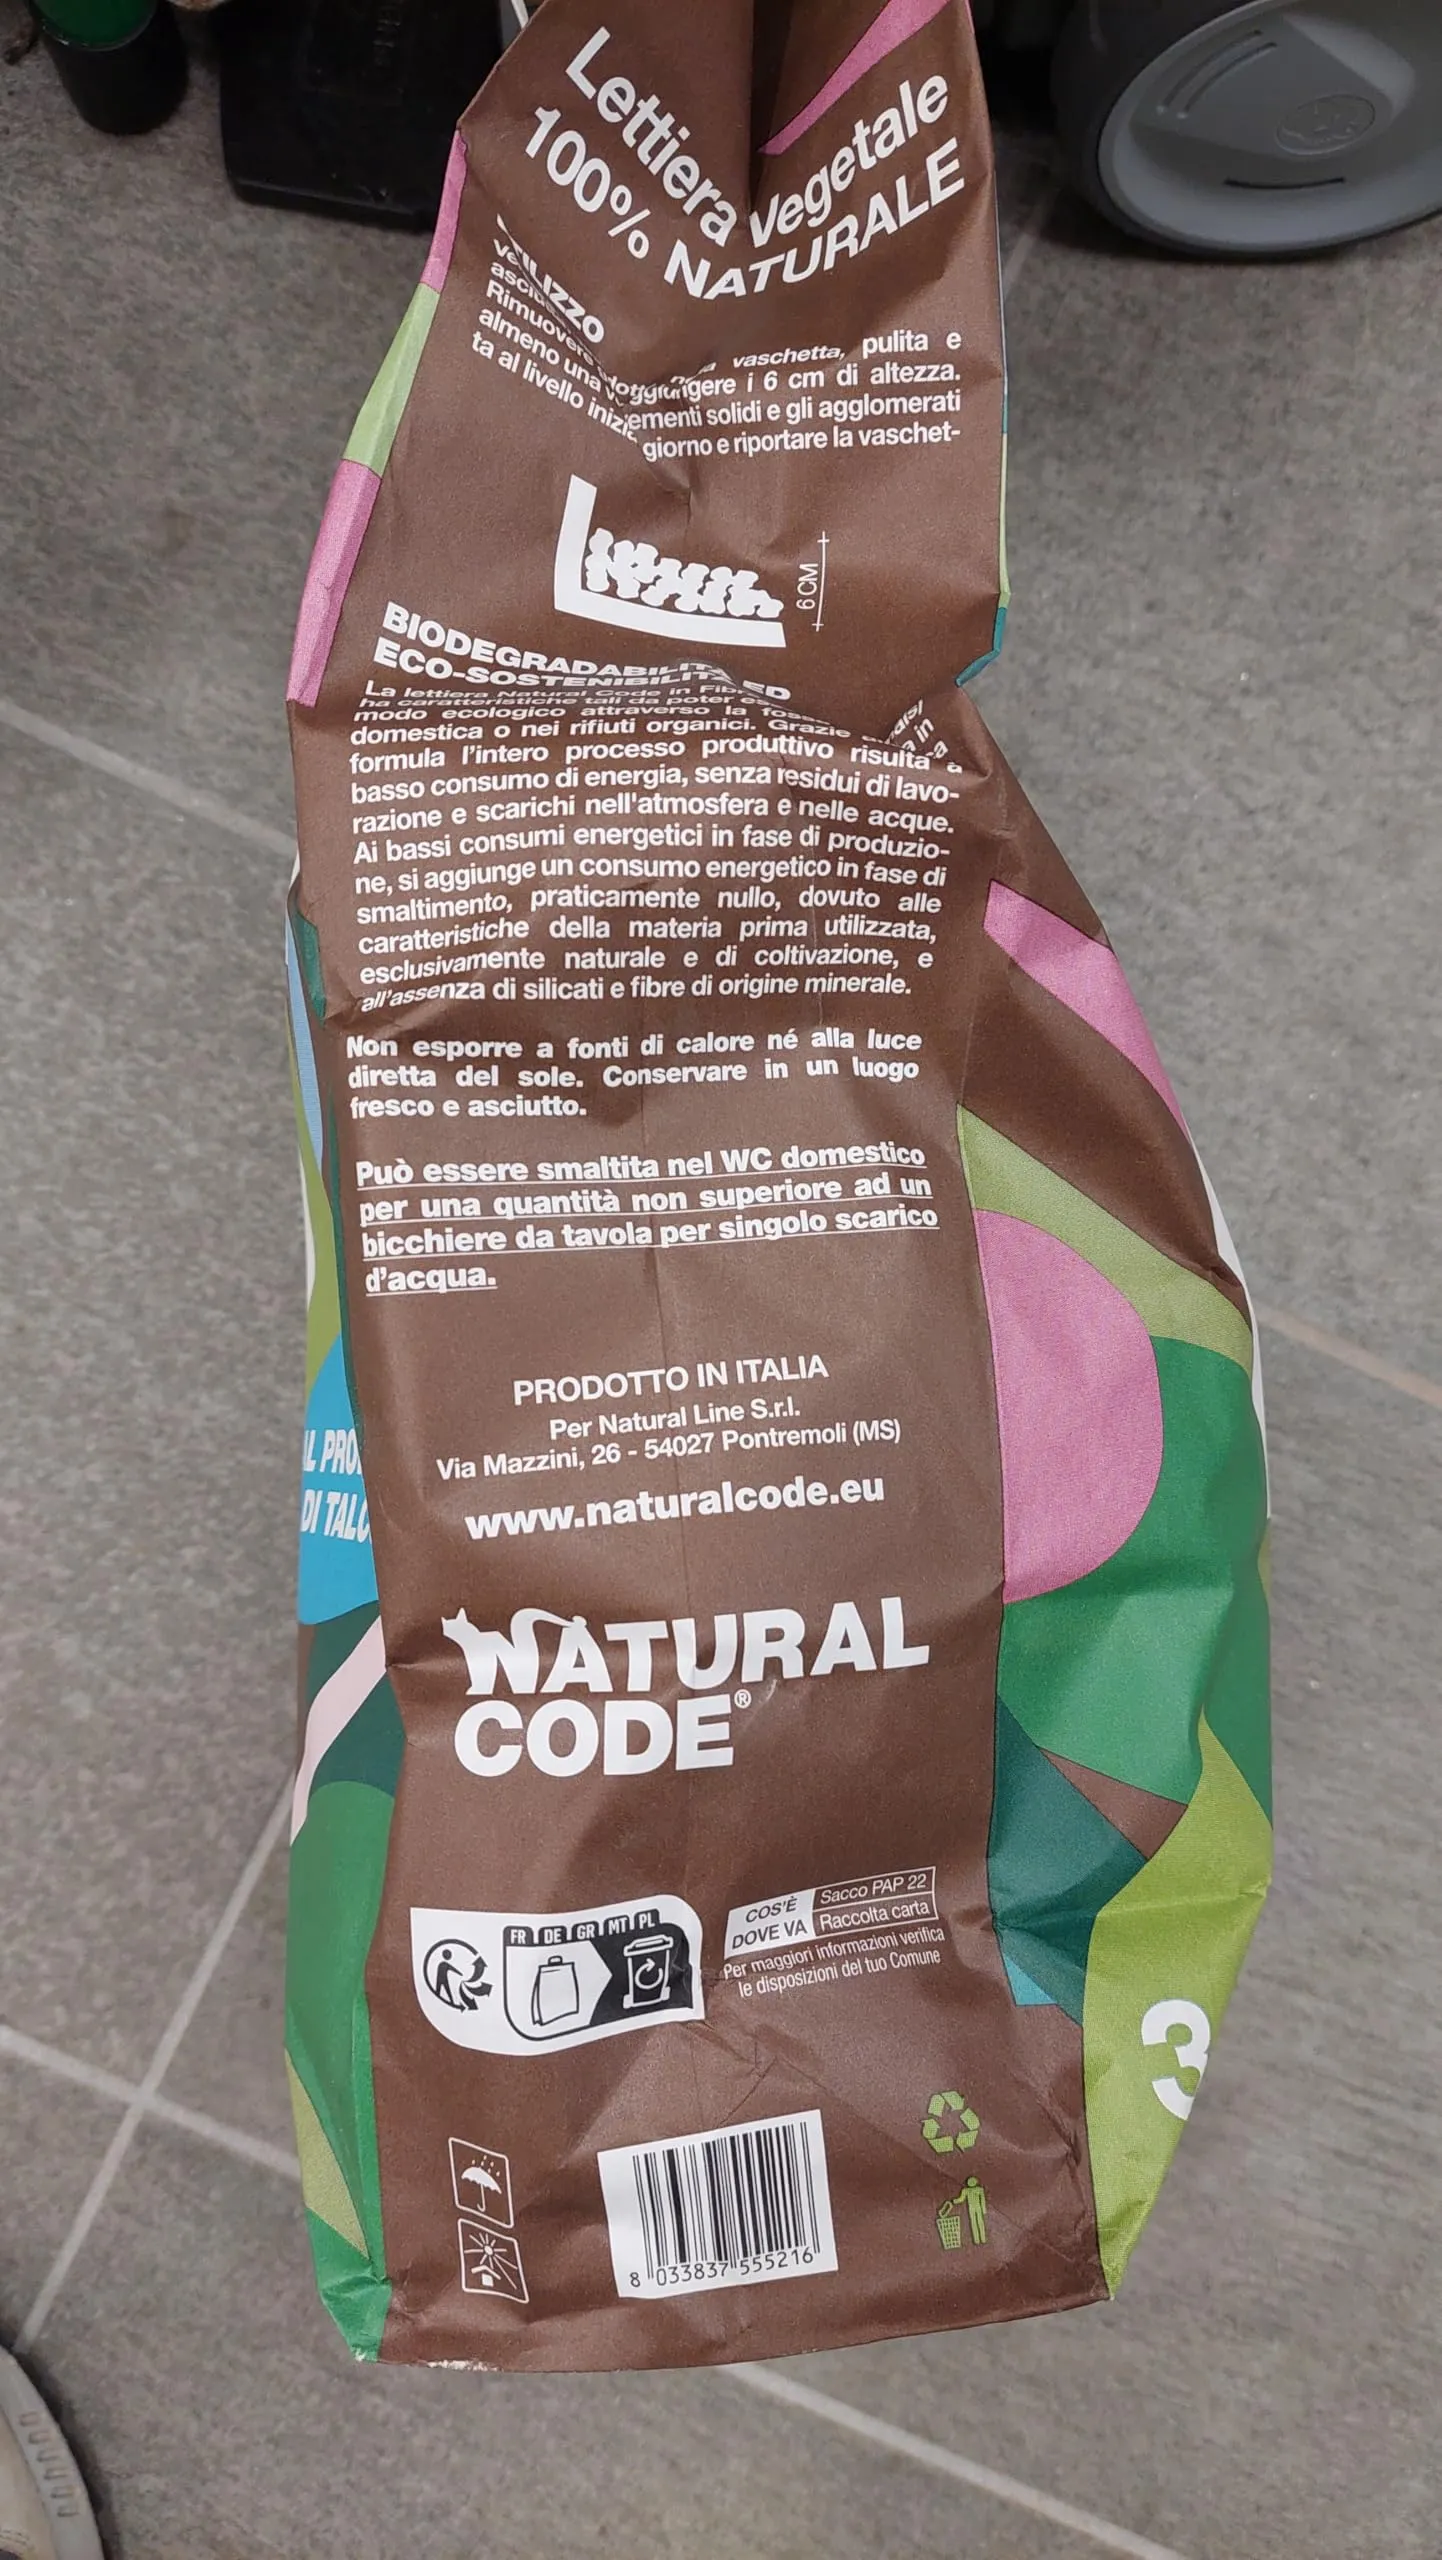 Lettiera Vegetale
100% NATURALE
vaschetta, pulita e
i 6 cm di altezza.
Rimuovere
solidi e gli agglomerati
almeno una
giorno e riportare la vaschet-
ta al livello
6 CM
BIODEGRADABILITÀ ED
ECO-SOSTENIBILITÀ
La lettiera Natural Code in
ha caratteristiche tali da poter
modo ecologico attraverso la
domestica o nei rifiuti organici. Grazie
formula l'intero processo produttivo risulta a
basso consumo di energia, senza residui di lavo-
razione e scarichi nell'atmosfera e nelle acque.
Ai bassi consumi energetici in fase di produzio-
ne, si aggiunge un consumo energetico in fase di
smaltimento, praticamente nullo, dovuto alle
caratteristiche della materia prima utilizzata,
esclusivamente naturale e di coltivazione, e
all'assenza di silicati e fibre di origine minerale.
Non esporre a fonti di calore né alla luce
diretta del sole. Conservare in un luogo
fresco e asciutto.
Può essere smaltita nel WC domestico
per una quantità non superiore ad un
bicchiere da tavola per singolo scarico
d'acqua.
PRODOTTO IN ITALIA
Per Natural Line S.r.l.
Via Mazzini, 26 - 54027 Pontremoli (MS)
www.naturalcode.eu
NATURAL
CODE®
FR DE GR MT PL
COS'È Sacco PAP 22
DOVE VA Raccolta carta
Per maggiori informazioni verifica
le disposizioni del tuo Comune
8 033837 555216
DI
3